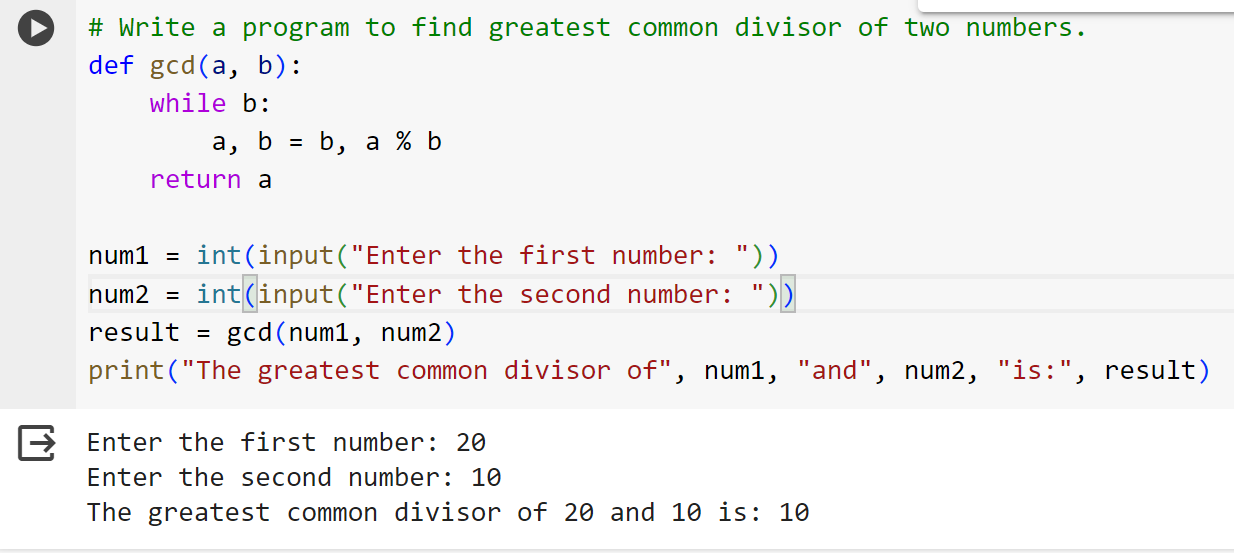 # Write a program to find greatest common divisor of two numbers.
def gcd(a, b):
    while b:
        a, b = b, a % b
    return a

num1 = int(input("Enter the first number: "))
num2 = int(input("Enter the second number: "))
result = gcd(num1, num2)
print("The greatest common divisor of", num1, "and", num2, "is:", result)
Enter the first number: 20
Enter the second number: 10
The greatest common divisor of 20 and 10 is: 10